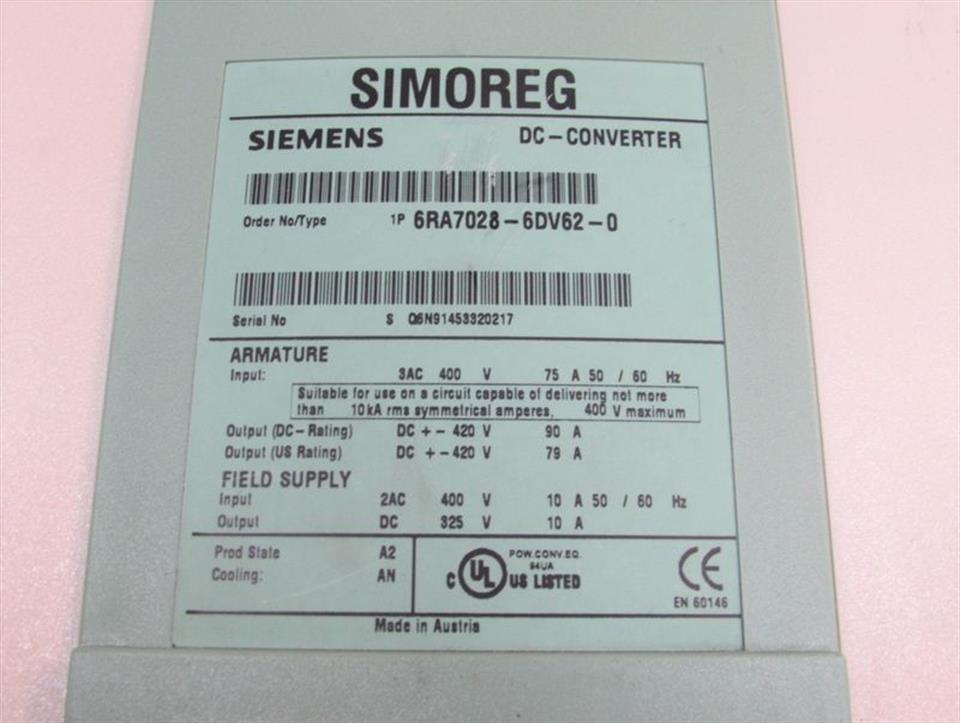 SIMOREG
SIEMENS DC-CONVERTER
Order No/Type 1P 6RA7028-6DV62-0
Serial No S Q6N91453320217
ARMATURE
Input: 3AC 400 V 75 A 50 / 60 Hz
Suitable for use on a circuit capable of delivering not more
than 10kA rms symmetrical amperes, 400 V maximum
Output (DC-Rating) DC +-420 V 90 A
Output (US Rating) DC +-420 V 79 A
FIELD SUPPLY
Input 2AC 400 V 10 A 50 / 60 Hz
Output DC 325 V 10 A
Prod State A2
Cooling: AN
POW.CONV.EQ.
94UA
C UL US LISTED
CE
EN 60146
Made in Austria